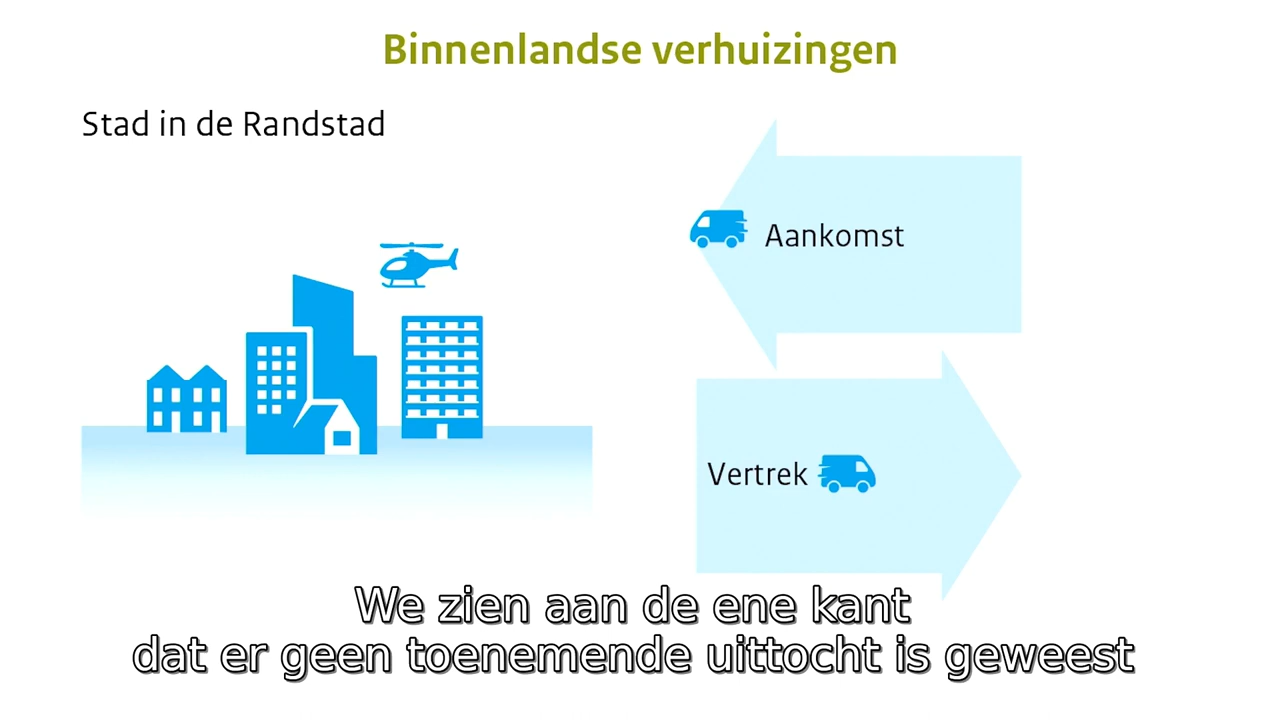 Binnenlandse verhuizingen
Stad in de Randstad
Aankomst
Vertrek
We zien aan de ene kant
dat er geen toenemende uittocht is geweest